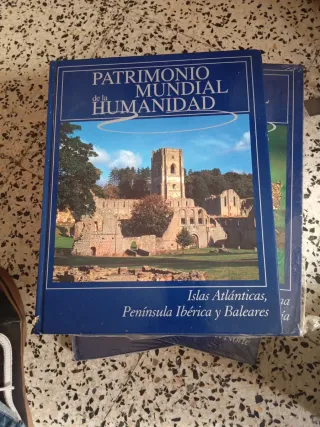 PATRIMONIO
MUNDIAL
de la
HUMANIDAD
Islas Atlánticas,
Península Ibérica y Baleares